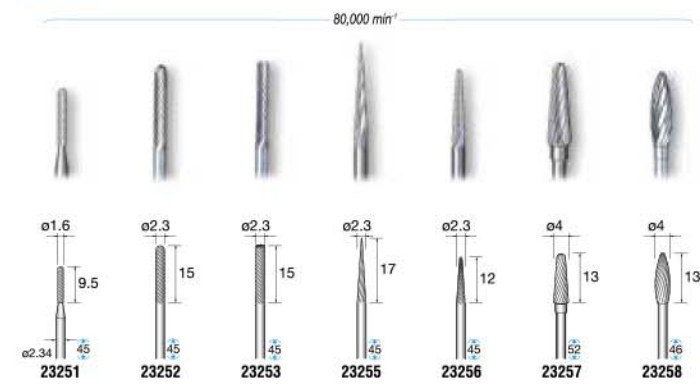 80,000 min⁻¹
ø1.6 ø2.3 ø2.3 ø2.3 ø2.3 ø4 ø4
9.5 15 15 17 12 13 13
ø2.34 45 45 45 45 45 52 46
23251 23252 23253 23255 23256 23257 23258